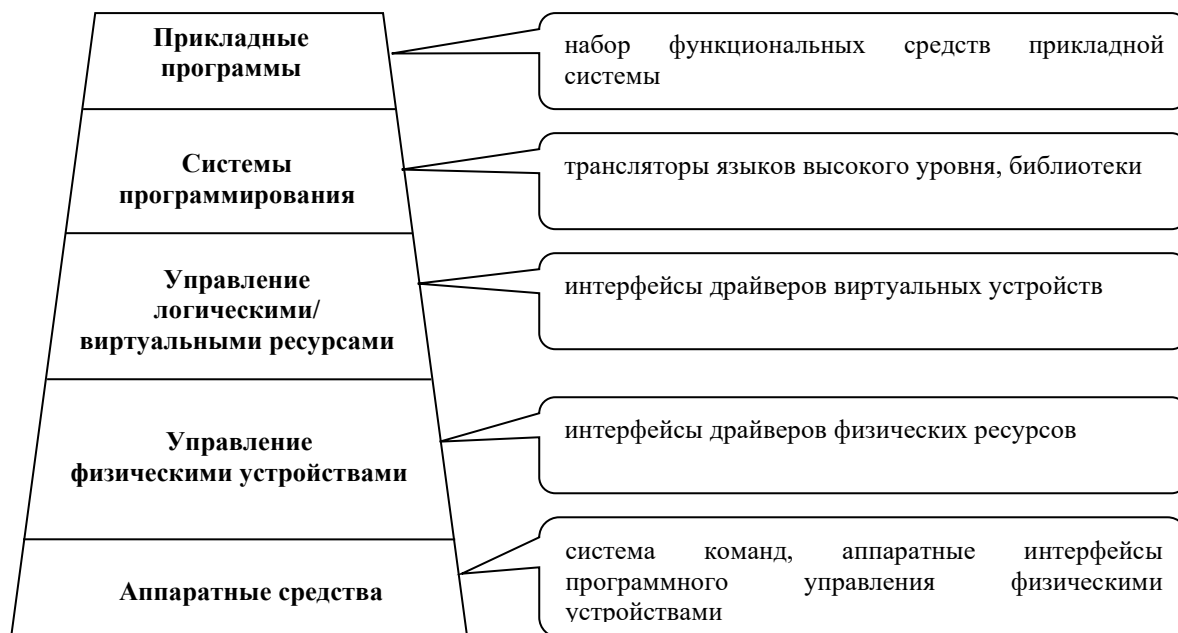 Прикладные
программы
набор функциональных средств прикладной
системы
Системы
программирования
трансляторы языков высокого уровня, библиотеки
Управление
логическими/
виртуальными ресурсами
интерфейсы драйверов виртуальных устройств
Управление
физическими устройствами
интерфейсы драйверов физических ресурсов
Аппаратные средства
система команд, аппаратные интерфейсы
программного управления физическими
устройствами